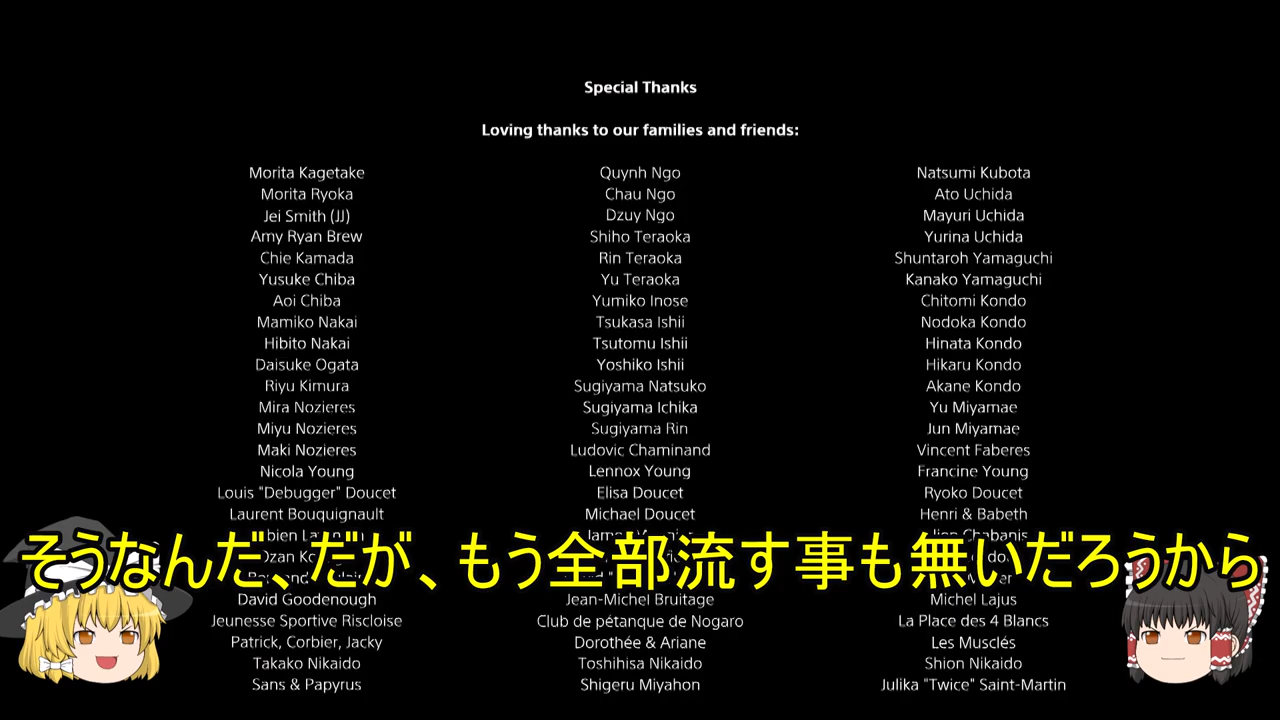 Special Thanks
Loving thanks to our families and friends:
Morita Kagetake Quynh Ngo Natsumi Kubota
Morita Ryoka Chau Ngo Ato Uchida
Jei Smith (JJ) Dzuy Ngo Mayuri Uchida
Amy Ryan Brew Shiho Teraoka Yurina Uchida
Chie Kamada Rin Teraoka Shuntaroh Yamaguchi
Yusuke Chiba Yu Teraoka Kanako Yamaguchi
Aoi Chiba Yumiko Inose Chitomi Kondo
Mamiko Nakai Tsukasa Ishii Nodoka Kondo
Hibito Nakai Tsutomu Ishii Hinata Kondo
Daisuke Ogata Yoshiko Ishii Hikaru Kondo
Riyu Kimura Sugiyama Natsuko Akane Kondo
Mira Nozieres Sugiyama Ichika Yu Miyamae
Miyu Nozieres Sugiyama Rin Jun Miyamae
Maki Nozieres Ludovic Chaminand Vincent Faberes
Nicola Young Lennox Young Francine Young
Louis "Debugger" Doucet Elisa Doucet Ryoko Doucet
Laurent Bouquignault Michael Doucet Henri & Babeth
そうなんだ、だが、もう全部流す事も無いだろうから
David Goodenough Jean-Michel Bruitage Michel Lajus
Jeunesse Sportive Riscloise Club de pétanque de Nogaro La Place des 4 Blancs
Patrick, Corbier, Jacky Dorothée & Ariane Les Musclés
Takako Nikaido Toshihisa Nikaido Shion Nikaido
Sans & Papyrus Shigeru Miyahon Julika "Twice" Saint-Martin